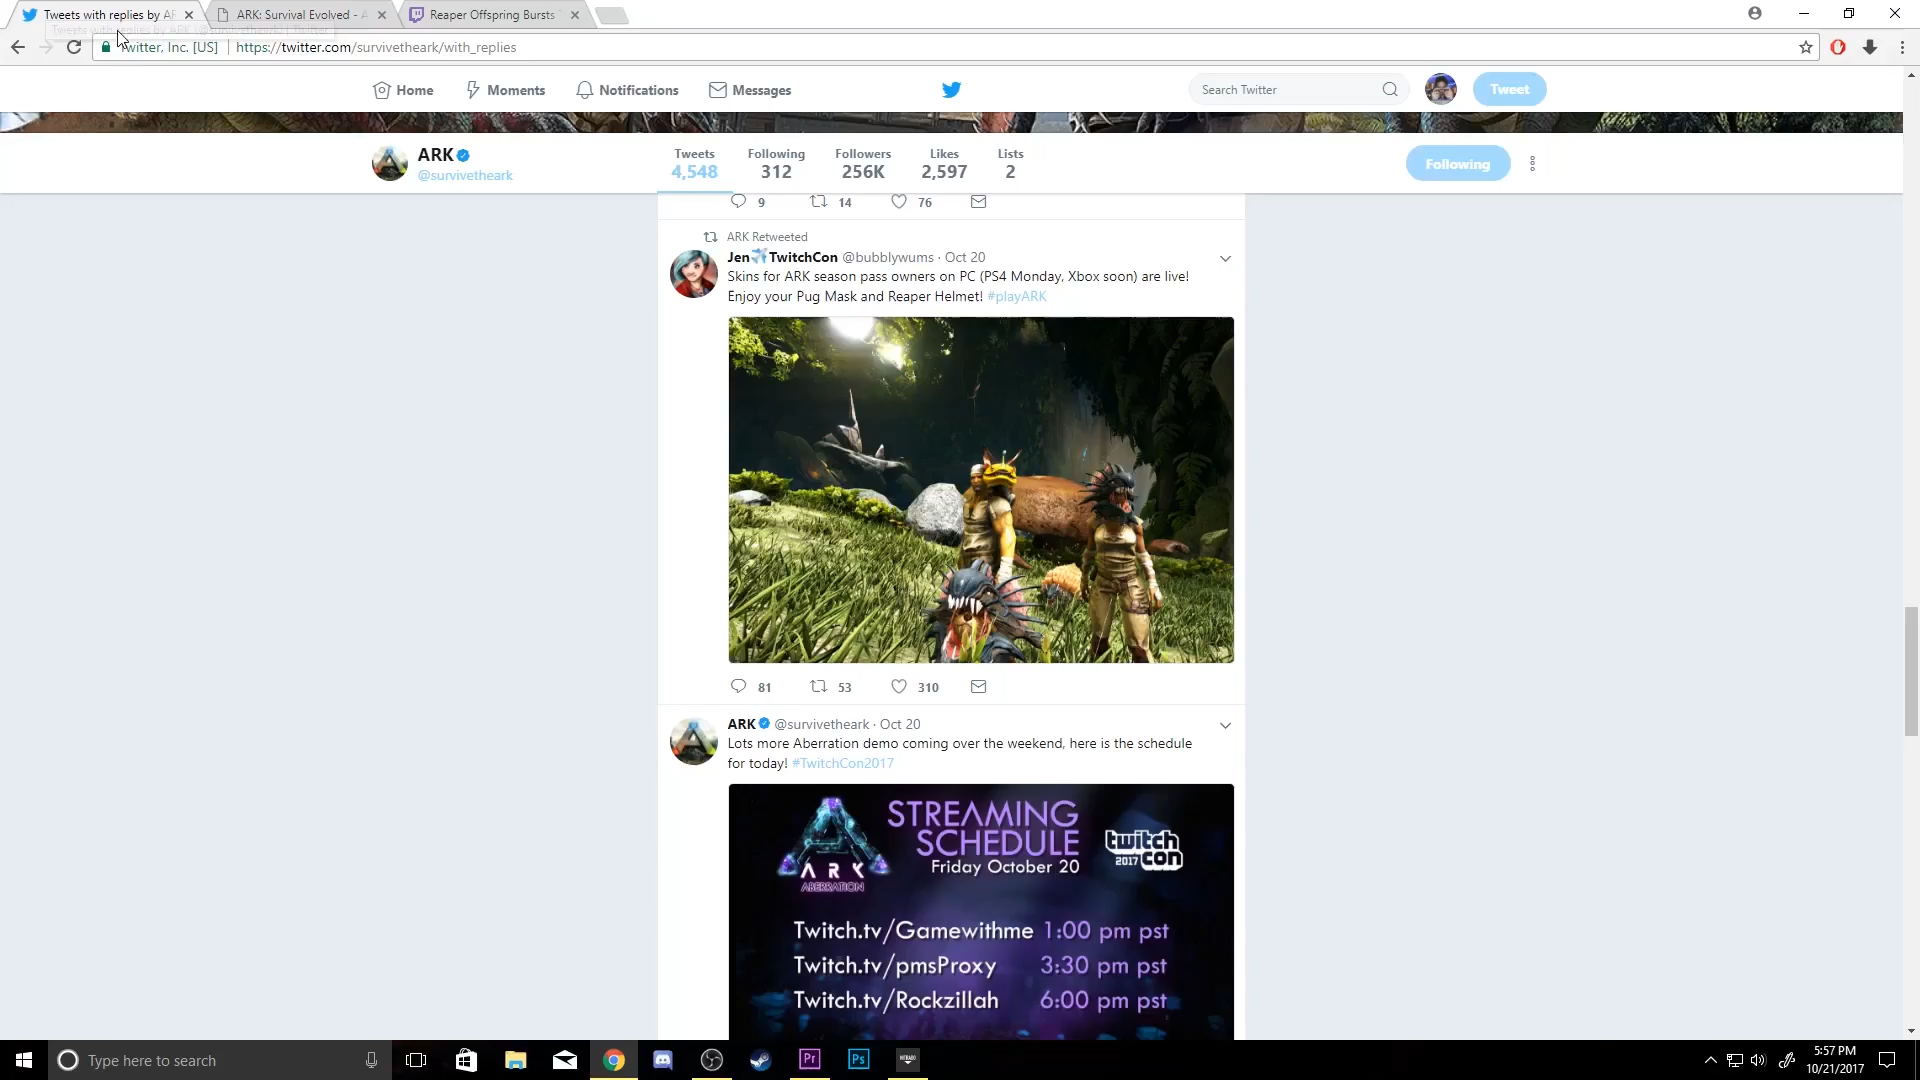 Tweets with replies by AR
ARK: Survival Evolved - A
Reaper Offspring Bursts T
Twitter, Inc. [US] https://twitter.com/survivetheark/with_replies
Home Moments Notifications Messages Search Twitter Tweet
ARK
@survivetheark
Tweets Following Followers Likes Lists
4,548 312 256K 2,597 2
Following
9 14 76
ARK Retweeted
Jen TwitchCon @bubblywums · Oct 20
Skins for ARK season pass owners on PC (PS4 Monday, Xbox soon) are live!
Enjoy your Pug Mask and Reaper Helmet! #playARK
81 53 310
ARK @survivetheark · Oct 20
Lots more Aberration demo coming over the weekend, here is the schedule
for today! #TwitchCon2017
STREAMING
SCHEDULE
Friday October 20
ARK
ABERRATION
twitch
2017 con
Twitch.tv/Gamewithme 1:00 pm pst
Twitch.tv/pmsProxy 3:30 pm pst
Twitch.tv/Rockzillah 6:00 pm pst
Type here to search
Pr
Ps
5:57 PM
10/21/2017